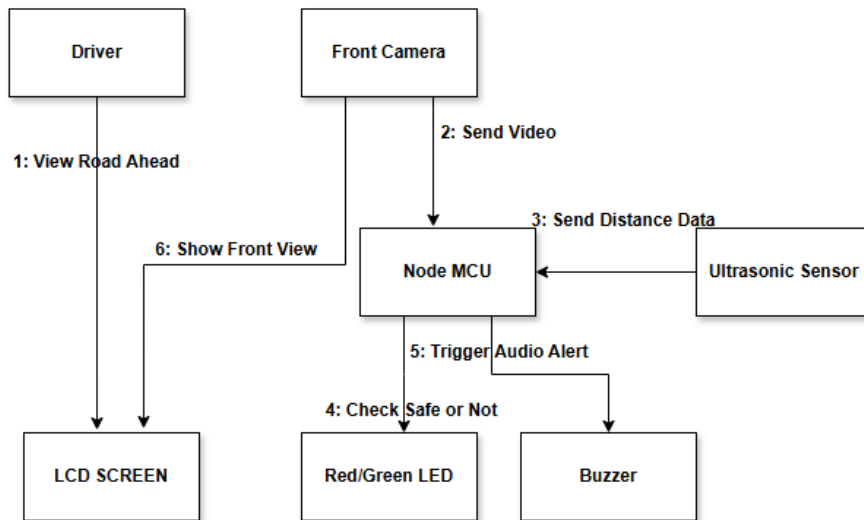 Driver
Front Camera
2: Send Video
1: View Road Ahead
3: Send Distance Data
6: Show Front View
Node MCU
Ultrasonic Sensor
5: Trigger Audio Alert
4: Check Safe or Not
LCD SCREEN
Red/Green LED
Buzzer